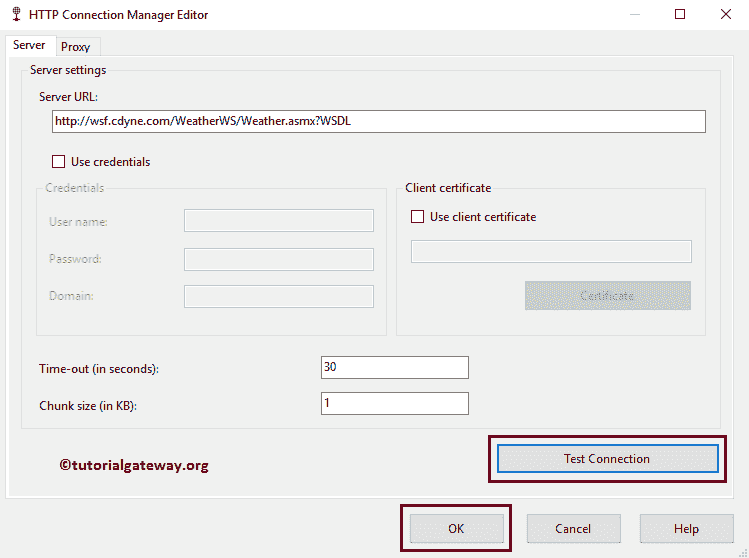 HTTP Connection Manager Editor
Server
Proxy
Server settings
Server URL:
http://wsf.cdyne.com/WeatherWS/Weather.asmx?WSDL
Use credentials
Credentials
User name:
Password:
Domain:
Client certificate
Use client certificate
Certificate
Time-out (in seconds):
30
Chunk size (in KB):
1
©tutorialgateway.org
Test Connection
OK
Cancel
Help